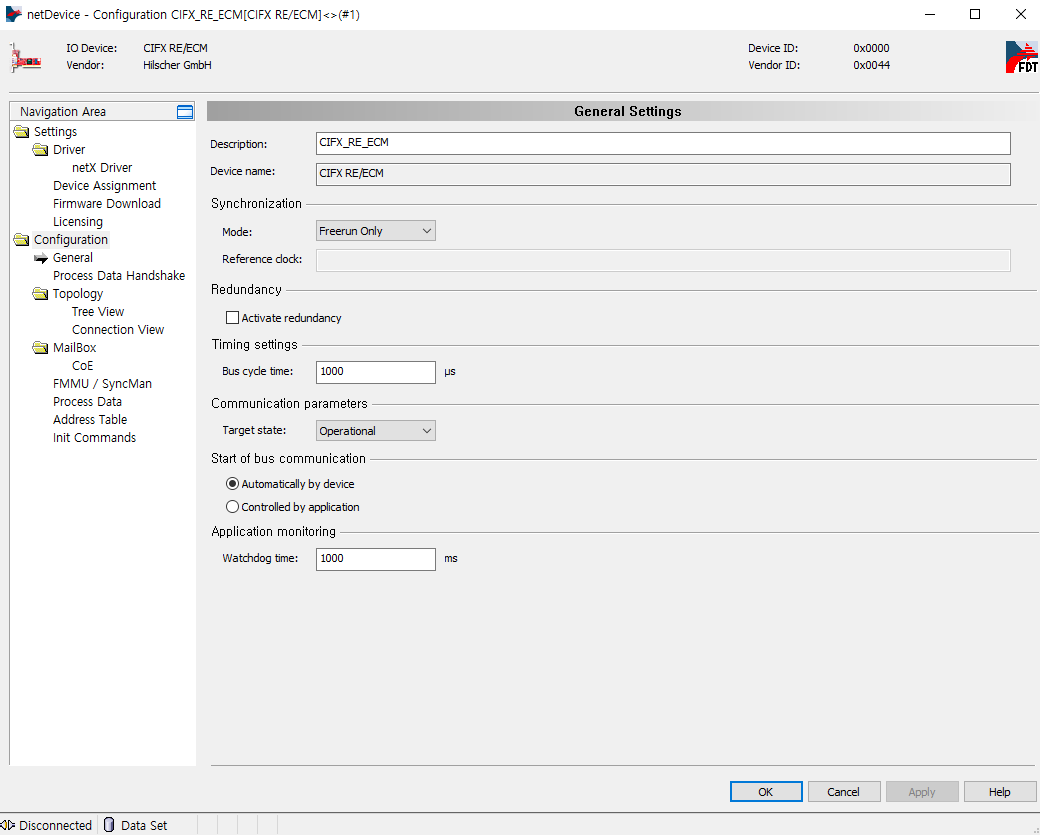 netDevice - Configuration CIFX_RE_ECM[CIFX RE/ECM]<>(#1)
IO Device: CIFX RE/ECM Device ID: 0x0000
Vendor: Hilscher GmbH Vendor ID: 0x0044
FDT
Navigation Area
Settings
Driver
netX Driver
Device Assignment
Firmware Download
Licensing
Configuration
General
Process Data Handshake
Topology
Tree View
Connection View
MailBox
CoE
FMMU / SyncMan
Process Data
Address Table
Init Commands
General Settings
Description: CIFX_RE_ECM
Device name: CIFX RE/ECM
Synchronization
Mode: Freerun Only
Reference clock:
Redundancy
Activate redundancy
Timing settings
Bus cycle time: 1000 µs
Communication parameters
Target state: Operational
Start of bus communication
Automatically by device
Controlled by application
Application monitoring
Watchdog time: 1000 ms
OK Cancel Apply Help
Disconnected Data Set